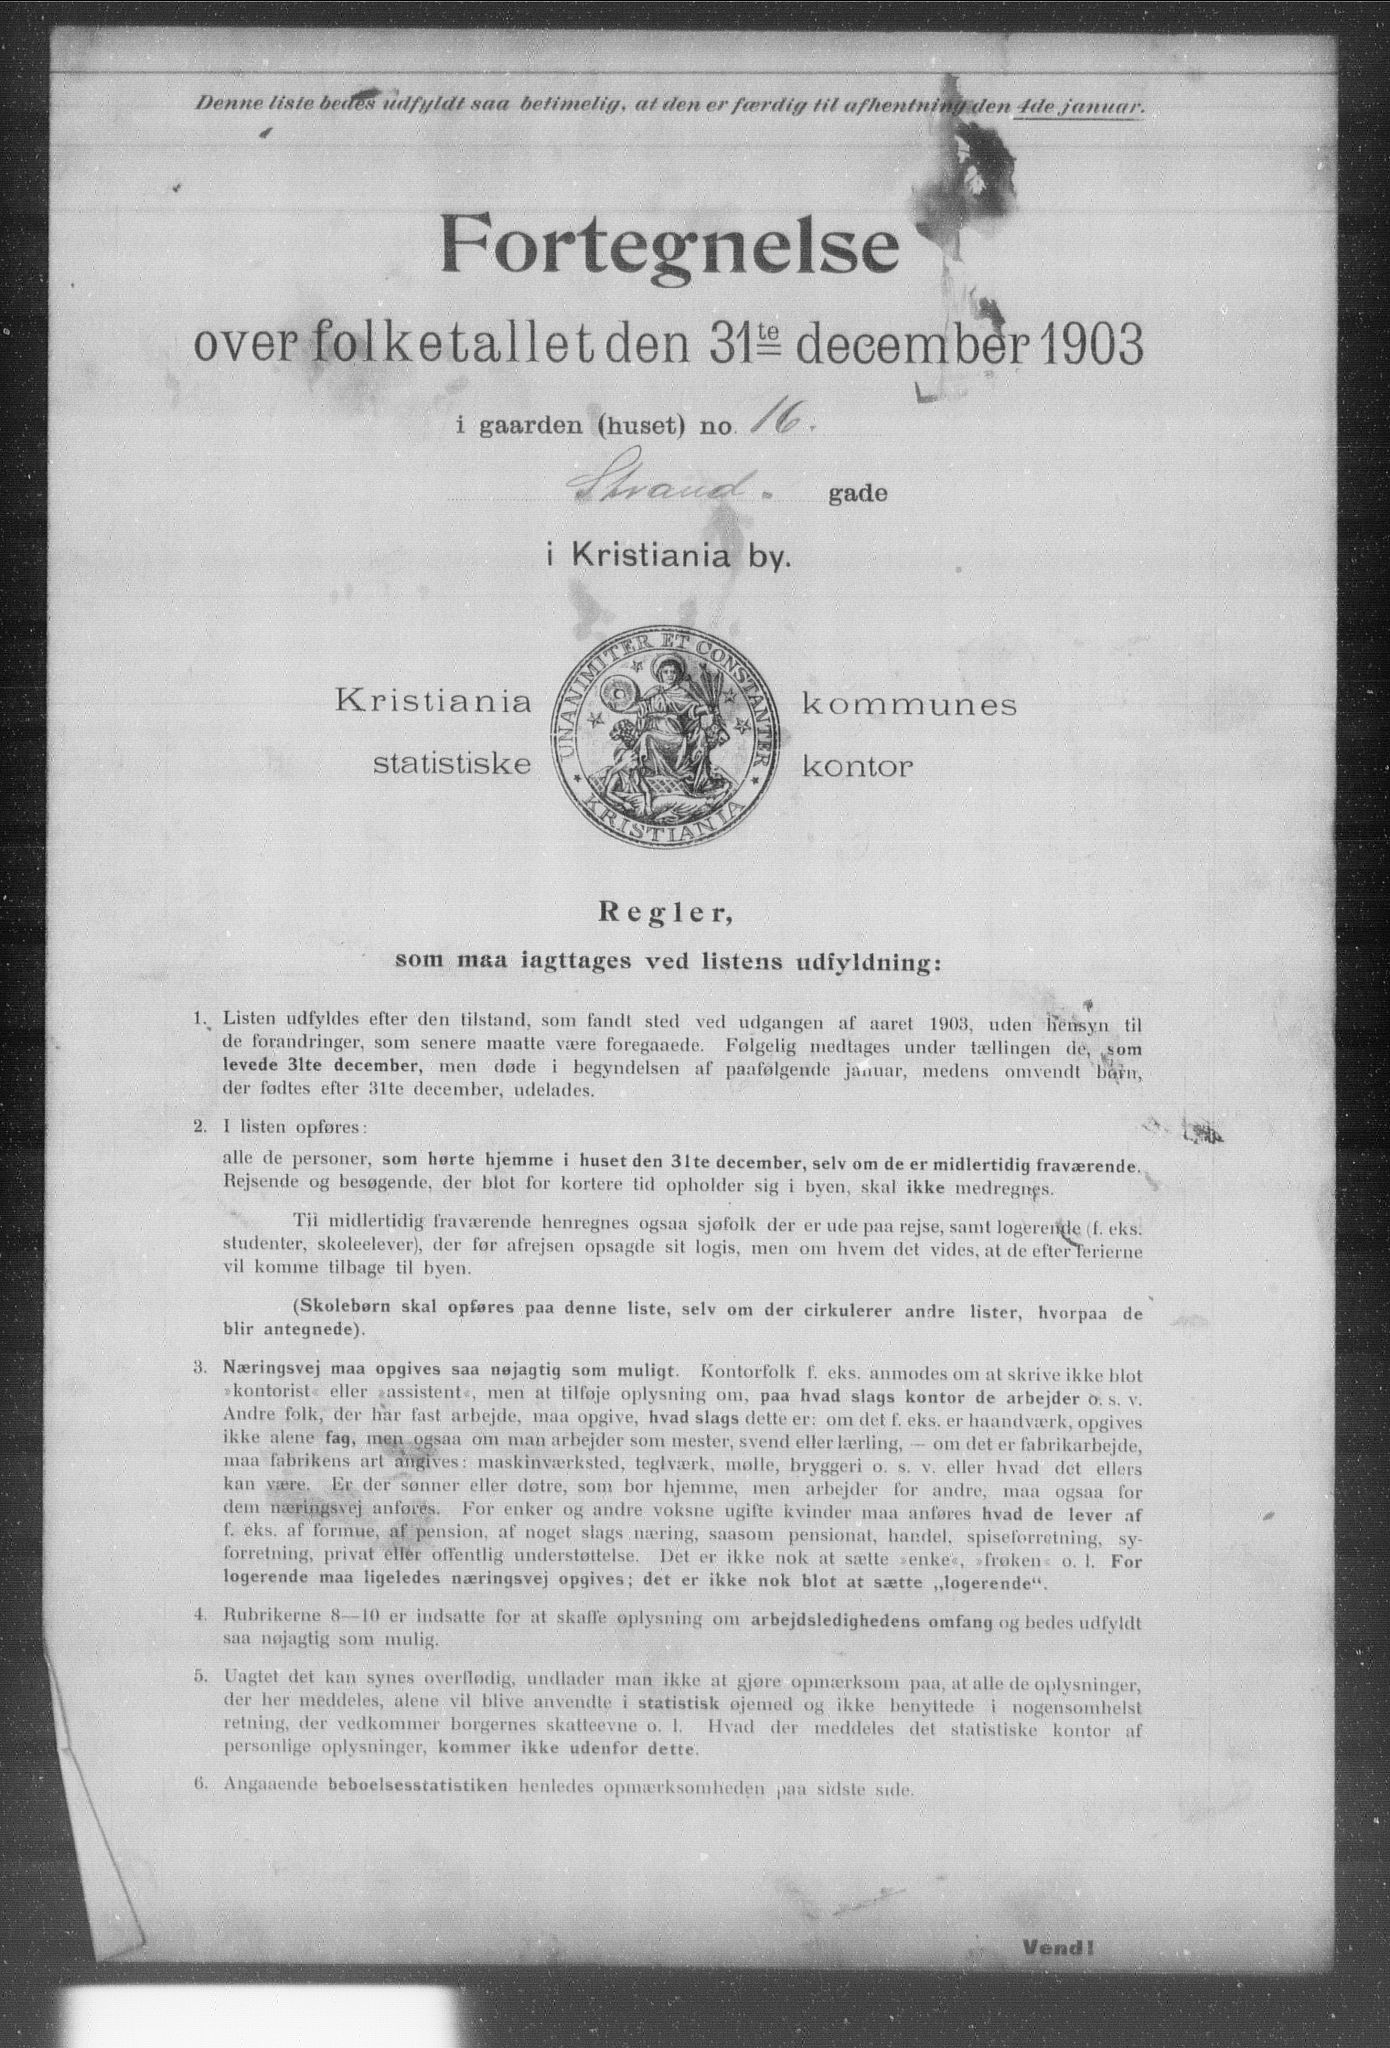 Denne liste bedes udfyldt saa betimelig, at den er færdig til afhentning den 4de januar.
Fortegnelse
over folketallet den 31te december 1903
i gaarden (huset) no. 16.
Strand. gade
i Kristiania by.
Kristiania kommunes
statistiske kontor
UNANIMITER ET CONSTANTER
KRISTIANIA
Regler,
som maa iagttages ved listens udfyldning:
1. Listen udfyldes efter den tilstand, som fandt sted ved udgangen af aaret 1903, uden hensyn til
de forandringer, som senere maatte være foregaaede. Følgelig medtages under tællingen de, som
levede 31te december, men døde i begyndelsen af paafølgende januar, medens omvendt børn,
der fødtes efter 31te december, udelades.
2. I listen opføres:
alle de personer, som hørte hjemme i huset den 31te december, selv om de er midlertidig fraværende.
Rejsende og besøgende, der blot for kortere tid opholder sig i byen, skal ikke medregnes.
Til midlertidig fraværende henregnes ogsaa sjøfolk der er ude paa rejse, samt logerende (f. eks.
studenter, skoleelever), der før afrejsen opsagde sit logis, men om hvem det vides, at de efter ferierne
vil komme tilbage til byen.
(Skolebørn skal opføres paa denne liste, selv om der cirkulerer andre lister, hvorpaa de
blir antegnede).
3. Næringsvej maa opgives saa nøjagtig som muligt. Kontorfolk f. eks. anmodes om at skrive ikke blot
»kontorist« eller »assistent«, men at tilføje oplysning om, paa hvad slags kontor de arbejder o. s. v.
Andre folk, der har fast arbejde, maa opgive, hvad slags dette er: om det f. eks. er haandværk, opgives
ikke alene fag, men ogsaa om man arbejder som mester, svend eller lærling, — om det er fabrikarbejde,
maa fabrikens art angives: maskinværksted, teglværk, mølle, bryggeri o. s. v. eller hvad det ellers
kan være. Er der sønner eller døtre, som bor hjemme, men arbejder for andre, maa ogsaa for
dem næringsvej anføres. For enker og andre voksne ugifte kvinder maa anføres hvad de lever af
f. eks. af formue, af pension, af noget slags næring, saasom pensionat, handel, spiseforretning, sy-
forretning, privat eller offentlig understøttelse. Det er ikke nok at sætte »enke«, »frøken« o. l. For
logerende maa ligeledes næringsvej opgives; det er ikke nok blot at sætte „logerende“.
4. Rubrikerne 8—10 er indsatte for at skaffe oplysning om arbejdsledighedens omfang og bedes udfyldt
saa nøjagtig som mulig.
5. Uagtet det kan synes overflødig, undlader man ikke at gjøre opmærksom paa, at alle de oplysninger,
der her meddeles, alene vil blive anvendte i statistisk øjemed og ikke benyttede i nogensomhelst
retning, der vedkommer borgernes skatteevne o. l. Hvad der meddeles det statistiske kontor af
personlige oplysninger, kommer ikke udenfor dette.
6. Angaaende beboelsesstatistiken henledes opmærksomheden paa sidste side.
Vend!